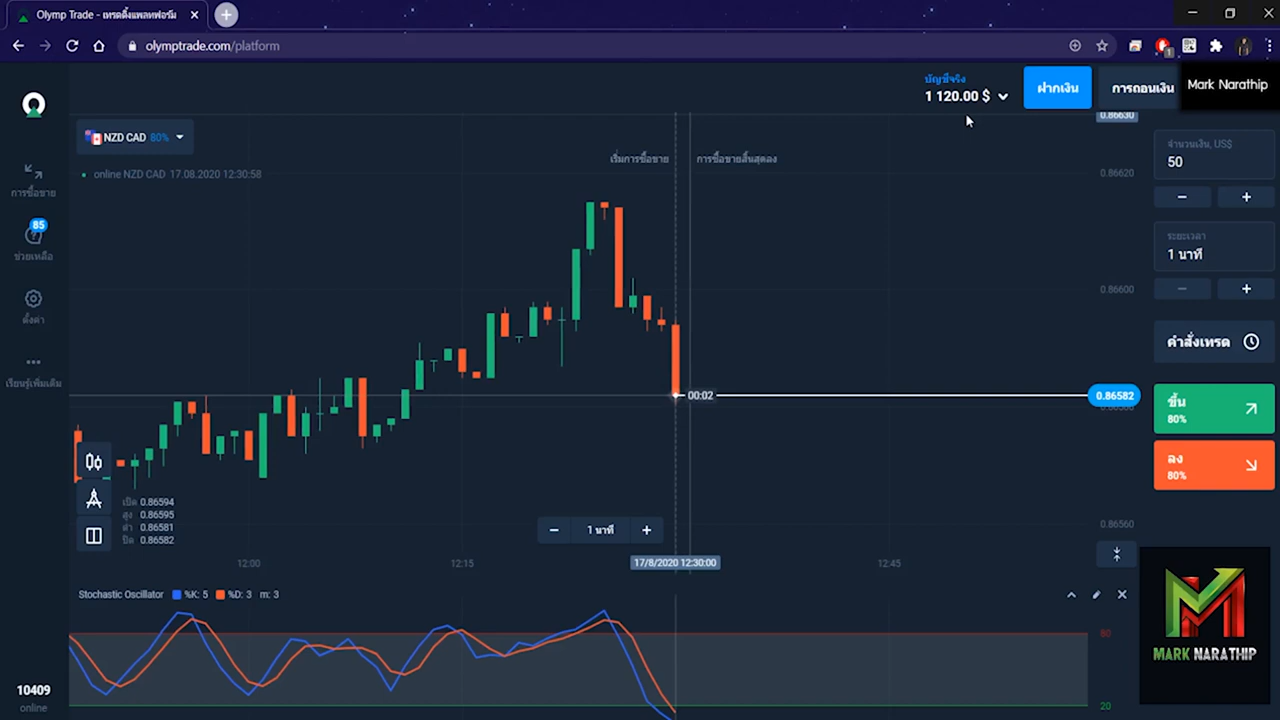 Olymp Trade - เทรดดิ้งแพลทฟอร์ม
olymptrade.com/platform
1
บัญชีจริง
1 120.00 $
ฝากเงิน
การถอนเงิน
Mark Narathip
0.86630
NZD CAD 80%
online NZD CAD 17.08.2020 12:30:58
เริ่มการซื้อขาย
การซื้อขายสิ้นสุดลง
0.86620
0.86600
0.86582
0.86560
จำนวนเงิน, US$
50
ระยะเวลา
1 นาที
คำสั่งเทรด
ขึ้น
80%
ลง
80%
การซื้อขาย
85
ช่วยเหลือ
ตั้งค่า
เรียนรู้เพิ่มเติม
00:02
เปิด 0.86594
สูง 0.86595
ต่ำ 0.86581
ปิด 0.86582
1 นาที
12:00
12:15
17/8/2020 12:30:00
12:45
Stochastic Oscillator %K: 5 %D: 3 m: 3
80
20
MARK NARATHIP
10409
online